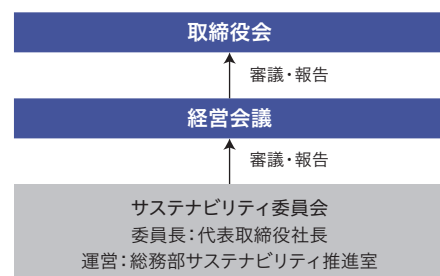 取締役会
審議・報告
経営会議
審議・報告
サステナビリティ委員会
委員長：代表取締役社長
運営：総務部サステナビリティ推進室